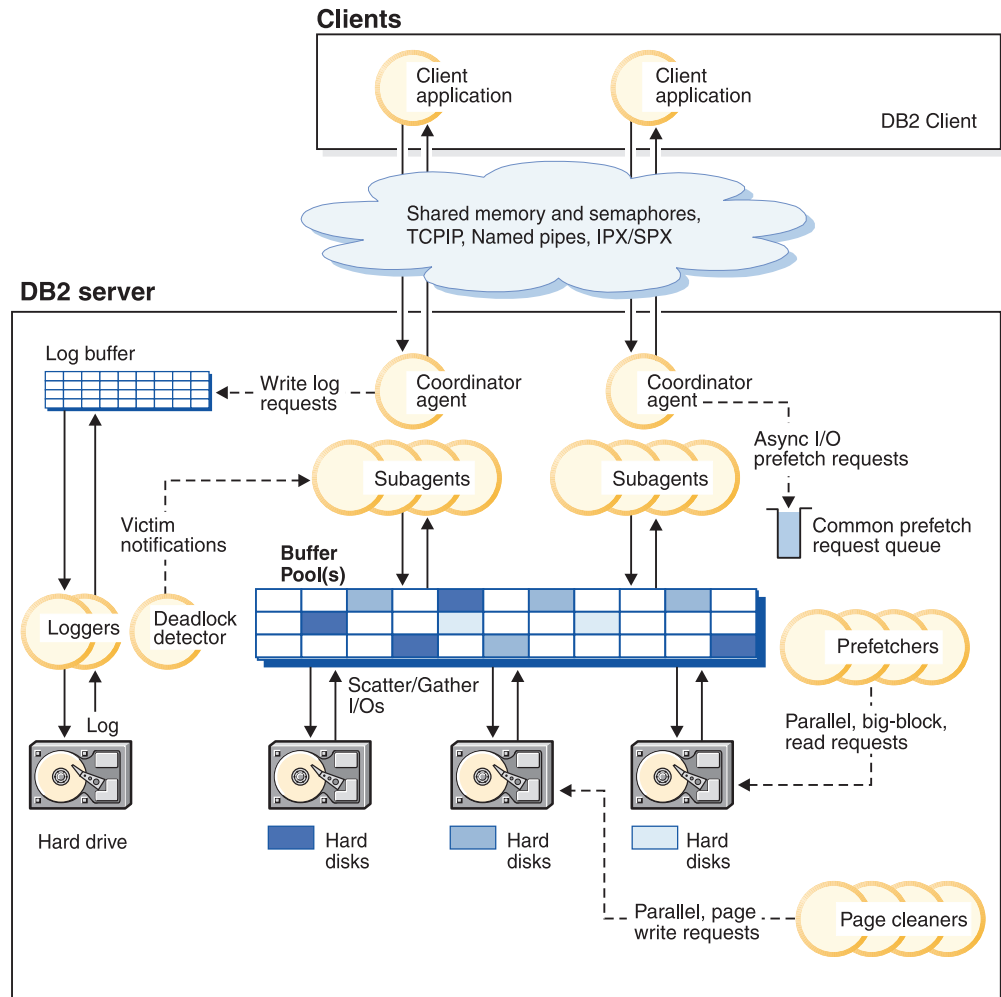 Clients
Client
application
Client
application
DB2 Client
Shared memory and semaphores,
TCPIP, Named pipes, IPX/SPX
DB2 server
Log buffer
Write log
requests
Coordinator
agent
Coordinator
agent
Async I/O
prefetch requests
Subagents
Subagents
Victim
notifications
Common prefetch
request queue
Buffer
Pool(s)
Loggers
Deadlock
detector
Prefetchers
Scatter/Gather
I/Os
Log
Parallel, big-block,
read requests
Hard drive
Hard
disks
Hard
disks
Hard
disks
Parallel, page
write requests
Page cleaners